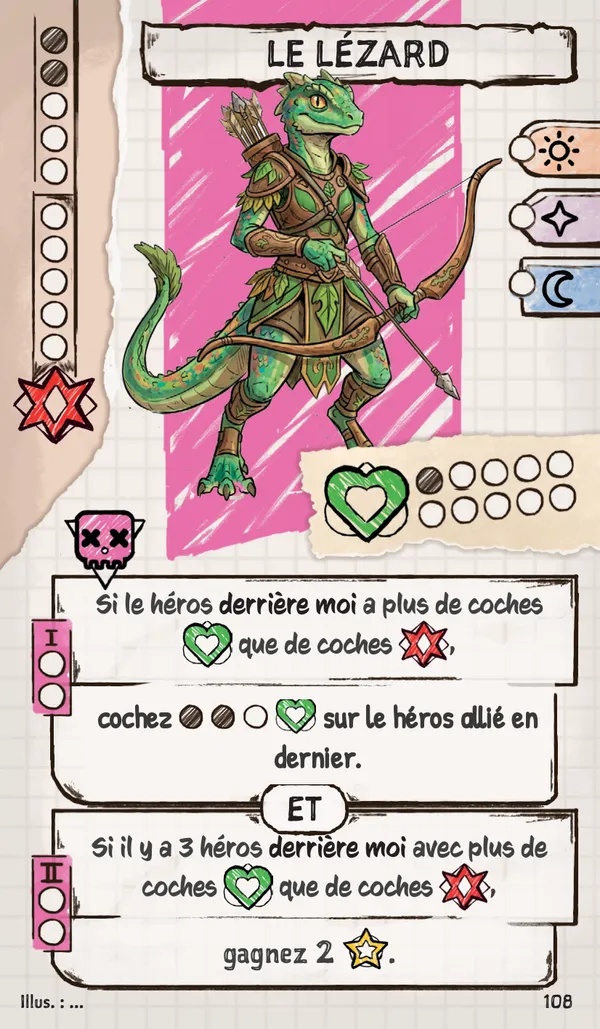 LE LÉZARD
I
Si le héros derrière moi a plus de coches
que de coches ,
cochez sur le héros allié en
dernier.
ET
II
Si il y a 3 héros derrière moi avec plus de
coches que de coches ,
gagnez 2 .
Illus. : ...
108